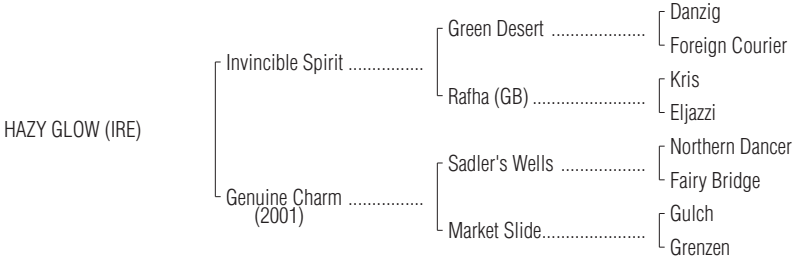 Danzig
Green Desert ....................
Foreign Courier
Invincible Spirit ................
Kris
Rafha (GB) ........................
Eljazzi
HAZY GLOW (IRE)
Northern Dancer
Sadler's Wells ..................
Fairy Bridge
Genuine Charm ................
(2001)
Gulch
Market Slide......................
Grenzen